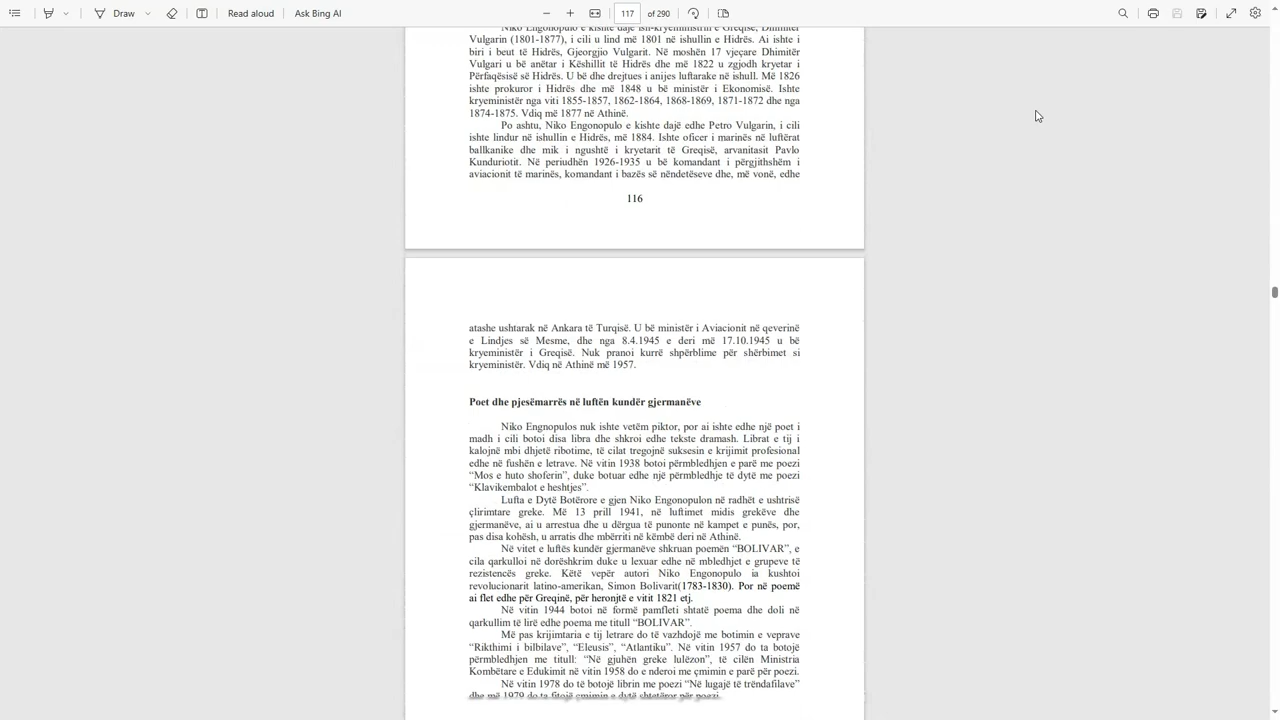 Draw
Read aloud
Ask Bing AI
117
of 290
Niko Engonopulo e kishte dajë ish-kryeministrin e Greqisë, Dhimitër
Vulgarin (1801-1877), i cili u lind më 1801 në ishullin e Hidrës. Ai ishte i
biri i beut të Hidrës, Gjeorgjio Vulgarit. Në moshën 17 vjeçare Dhimitër
Vulgari u bë anëtar i Këshillit të Hidrës dhe më 1822 u zgjodh kryetar i
Përfaqësisë së Hidrës. U bë dhe drejtues i anijes luftarake në ishull. Më 1826
ishte prokuror i Hidrës dhe më 1848 u bë ministër i Ekonomisë. Ishte
kryeministër nga viti 1855-1857, 1862-1864, 1868-1869, 1871-1872 dhe nga
1874-1875. Vdiq më 1877 në Athinë.
Po ashtu, Niko Engonopulo e kishte dajë edhe Petro Vulgarin, i cili
ishte lindur në ishullin e Hidrës, më 1884. Ishte oficer i marinës në luftërat
ballkanike dhe mik i ngushtë i kryetarit të Greqisë, arvanitasit Pavlo
Kunduriotit. Në periudhën 1926-1935 u bë komandant i përgjithshëm i
aviacionit të marinës, komandant i bazës së nëndetëseve dhe, më vonë, edhe
116
atashe ushtarak në Ankara të Turqisë. U bë ministër i Aviacionit në qeverinë
e Lindjes së Mesme, dhe nga 8.4.1945 e deri më 17.10.1945 u bë
kryeministër i Greqisë. Nuk pranoi kurrë shpërblime për shërbimet si
kryeministër. Vdiq në Athinë më 1957.
Poet dhe pjesëmarrës në luftën kundër gjermanëve
Niko Engnopulos nuk ishte vetëm piktor, por ai ishte edhe një poet i
madh i cili botoi disa libra dhe shkroi edhe tekste dramash. Librat e tij i
kalojnë mbi dhjetë ribotime, të cilat tregojnë suksesin e krijimit profesional
edhe në fushën e letrave. Në vitin 1938 botoi përmbledhjen e parë me poezi
“Mos e huto shoferin”, duke botuar edhe një përmbledhje të dytë me poezi
“Klavikembalot e heshtjes”.
Lufta e Dytë Botërore e gjen Niko Engonopulon në radhët e ushtrisë
çlirimtare greke. Më 13 prill 1941, në luftimet midis grekëve dhe
gjermanëve, ai u arrestua dhe u dërgua të punonte në kampet e punës, por,
pas disa kohësh, u arratis dhe mbërriti në këmbë deri në Athinë.
Në vitet e luftës kundër gjermanëve shkruan poemën “BOLIVAR”, e
cila qarkulloi në dorëshkrim duke u lexuar edhe në mbledhjet e grupeve të
rezistencës greke. Këtë vepër autori Niko Engonopulo ia kushtoi
revolucionarit latino-amerikan, Simon Bolivarit(1783-1830). Por në poemë
ai flet edhe për Greqinë, për heronjtë e vitit 1821 etj.
Në vitin 1944 botoi në formë pamfleti shtatë poema dhe doli në
qarkullim të lirë edhe poema me titull “BOLIVAR”.
Më pas krijimtaria e tij letrare do të vazhdojë me botimin e veprave
“Rikthimi i bilbilave”, “Eleusis”, “Atlantiku”. Në vitin 1957 do ta botojë
përmbledhjen me titull: “Në gjuhën greke lulëzon”, të cilën Ministria
Kombëtare e Edukimit në vitin 1958 do e nderoi me çmimin e parë për poezi.
Në vitin 1978 do të botojë librin me poezi “Në lugajë të trëndafilave”
dhe më 1979 do ta fitojë çmimin e dytë shtetëror për poezi.